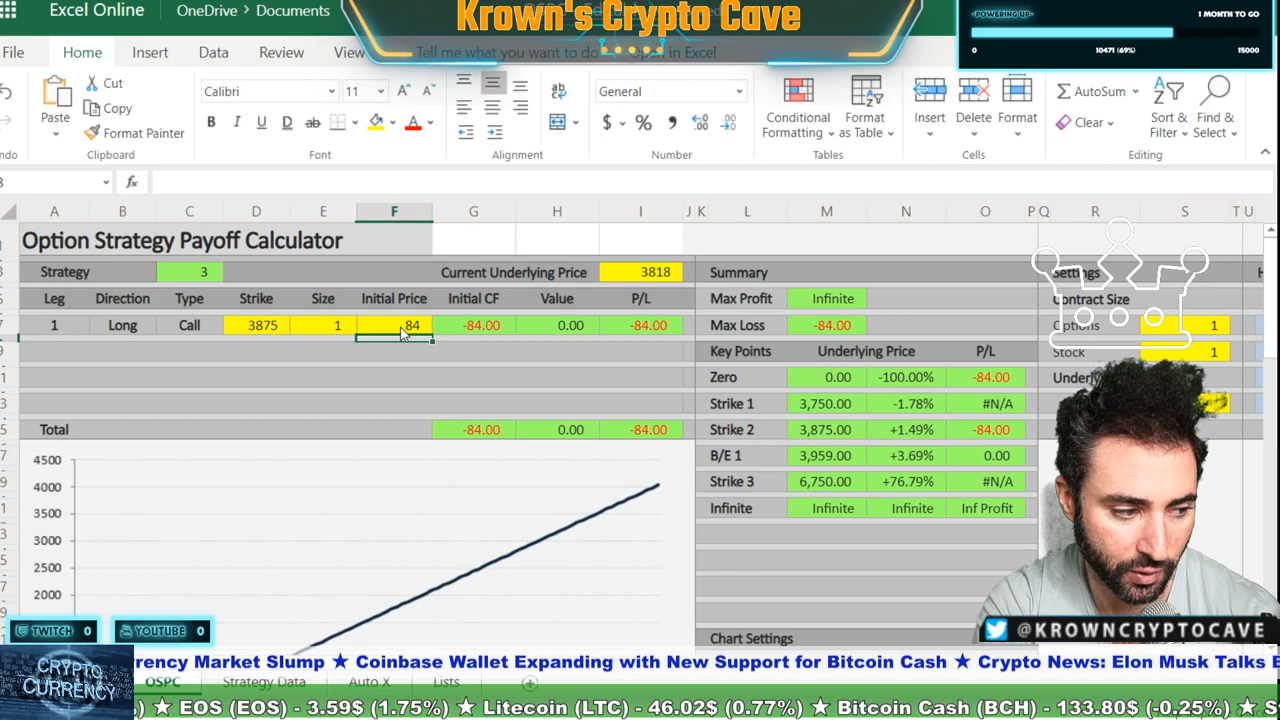 Krown's Crypto Cave
POWERING UP
1 MONTH TO GO
0
10471 (69%)
15000
Excel Online
OneDrive
Documents
File
Home
Insert
Data
Review
View
Tell me what you want to do
Open in Excel
Paste
Cut
Copy
Format Painter
Clipboard
Calibri
11
Font
Alignment
General
Number
Conditional Formatting
Format as Table
Tables
Insert
Delete
Format
Cells
AutoSum
Clear
Sort & Filter
Find & Select
Editing
fx
A B C D E F G H I J K L M N O P Q R S T U
Option Strategy Payoff Calculator
Strategy 3 Current Underlying Price 3818
Leg Direction Type Strike Size Initial Price Initial CF Value P/L
1 Long Call 3875 1 84 -84.00 0.00 -84.00
Total -84.00 0.00 -84.00
4500
4000
3500
3000
2500
2000
Summary
Max Profit Infinite
Max Loss -84.00
Key Points Underlying Price P/L
Zero 0.00 -100.00% -84.00
Strike 1 3,750.00 -1.78% #N/A
Strike 2 3,875.00 +1.49% -84.00
B/E 1 3,959.00 +3.69% 0.00
Strike 3 6,750.00 +76.79% #N/A
Infinite Infinite Infinite Inf Profit
Chart Settings
Settings
Contract Size
Options 1
Stock 1
TWITCH 0
YOUTUBE 0
@KROWNCRYPTOCAVE
CRYPTO CURRENCY
rency Market Slump ★ Coinbase Wallet Expanding with New Support for Bitcoin Cash ★ Crypto News: Elon Musk Talks
OSPC
Strategy Data
Auto X
Lists
) ★ EOS (EOS) - 3.59$ (1.75%) ★ Litecoin (LTC) - 46.02$ (0.77%) ★ Bitcoin Cash (BCH) - 133.80$ (-0.25%) ★